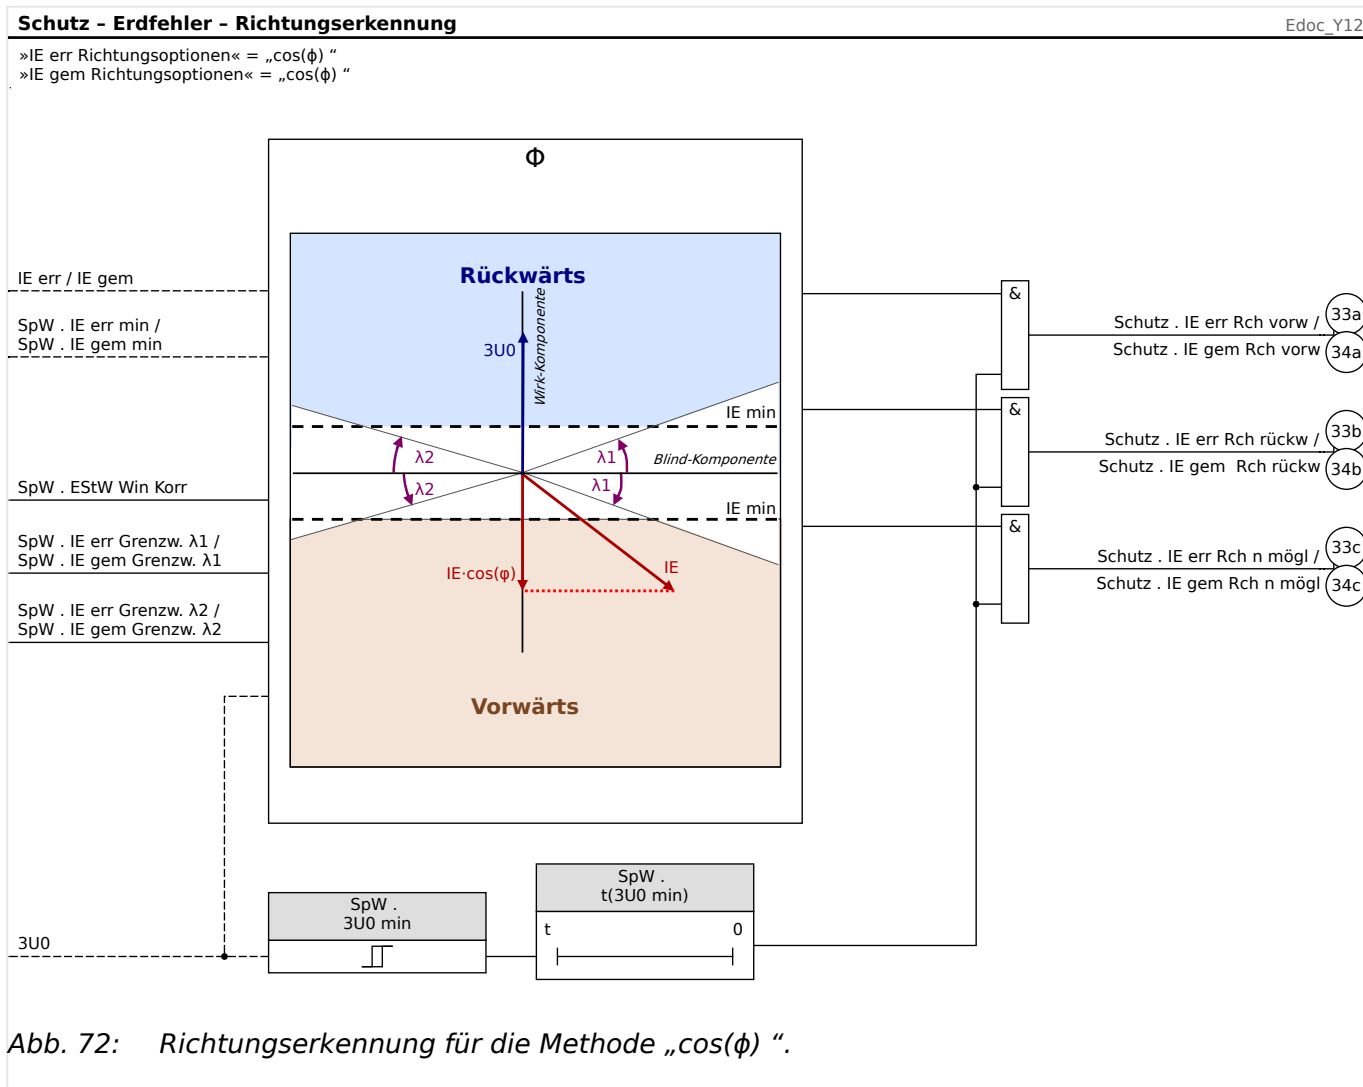 Schutz – Erdfehler – Richtungserkennung
Edoc_Y12
»IE err Richtungsoptionen« = „cos(ϕ) “
»IE gem Richtungsoptionen« = „cos(ϕ) “
Φ
Rückwärts
Wirk-Komponente
3U0
IE min
λ2
λ1
Blind-Komponente
λ2
λ1
IE min
IE·cos(φ)
IE
Vorwärts
IE err / IE gem
SpW . IE err min /
SpW . IE gem min
SpW . EStW Win Korr
SpW . IE err Grenzw. λ1 /
SpW . IE gem Grenzw. λ1
SpW . IE err Grenzw. λ2 /
SpW . IE gem Grenzw. λ2
3U0
SpW .
3U0 min
SpW .
t(3U0 min)
t
0
&
Schutz . IE err Rch vorw /
33a
Schutz . IE gem Rch vorw
34a
&
Schutz . IE err Rch rückw /
33b
Schutz . IE gem  Rch rückw
34b
&
Schutz . IE err Rch n mögl /
33c
Schutz . IE gem Rch n mögl
34c
Abb. 72: Richtungserkennung für die Methode „cos(ϕ) “.